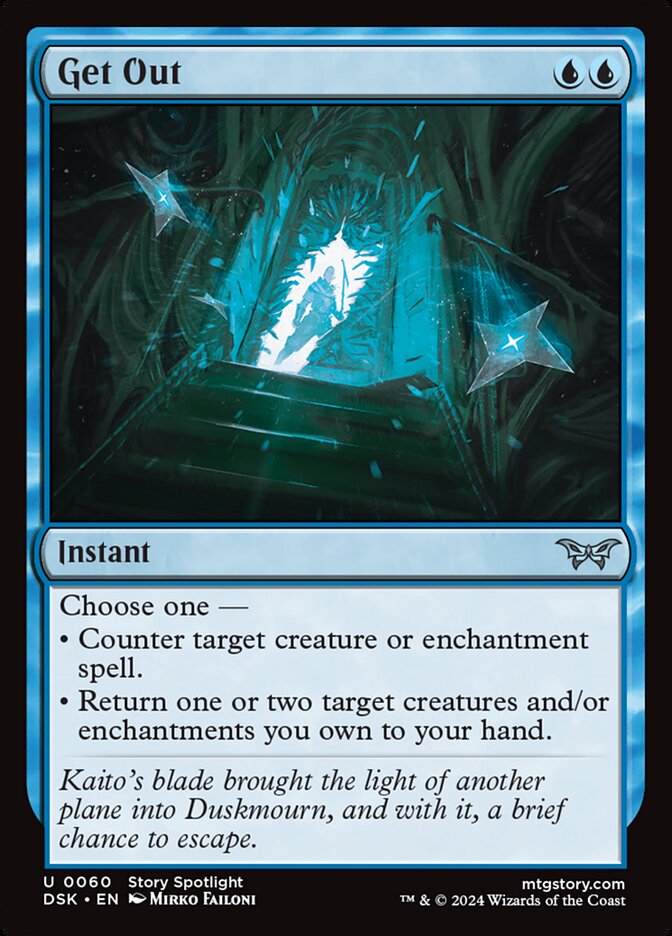 Get Out
Instant
Choose one —
• Counter target creature or enchantment
spell.
• Return one or two target creatures and/or
enchantments you own to your hand.
Kaito's blade brought the light of another
plane into Duskmourn, and with it, a brief
chance to escape.
U 0060 Story Spotlight
mtgstory.com
DSK • EN Mirko Failoni
™ & © 2024 Wizards of the Coast